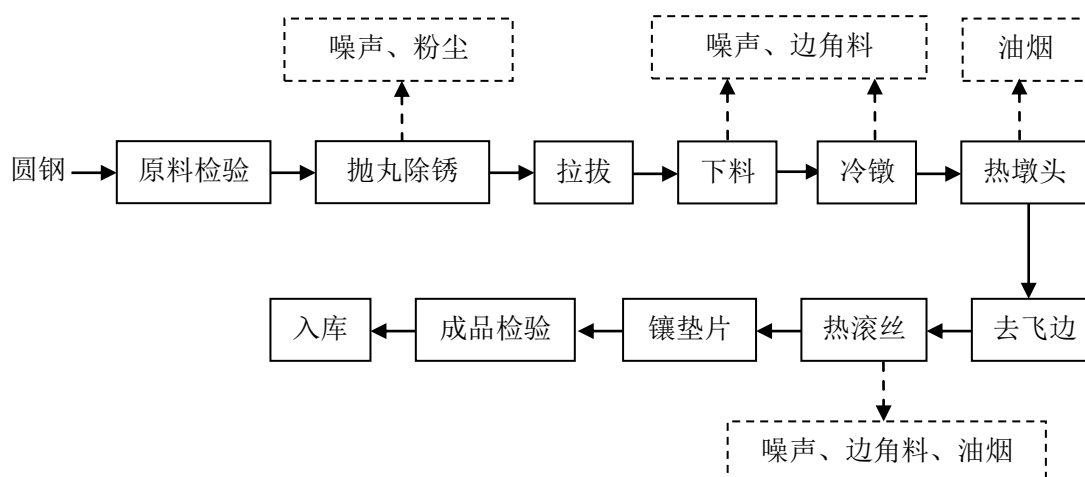 噪声、粉尘
噪声、边角料
油烟
圆钢
原料检验
抛丸除锈
拉拔
下料
冷镦
热墩头
入库
成品检验
镶垫片
热滚丝
去飞边
噪声、边角料、油烟